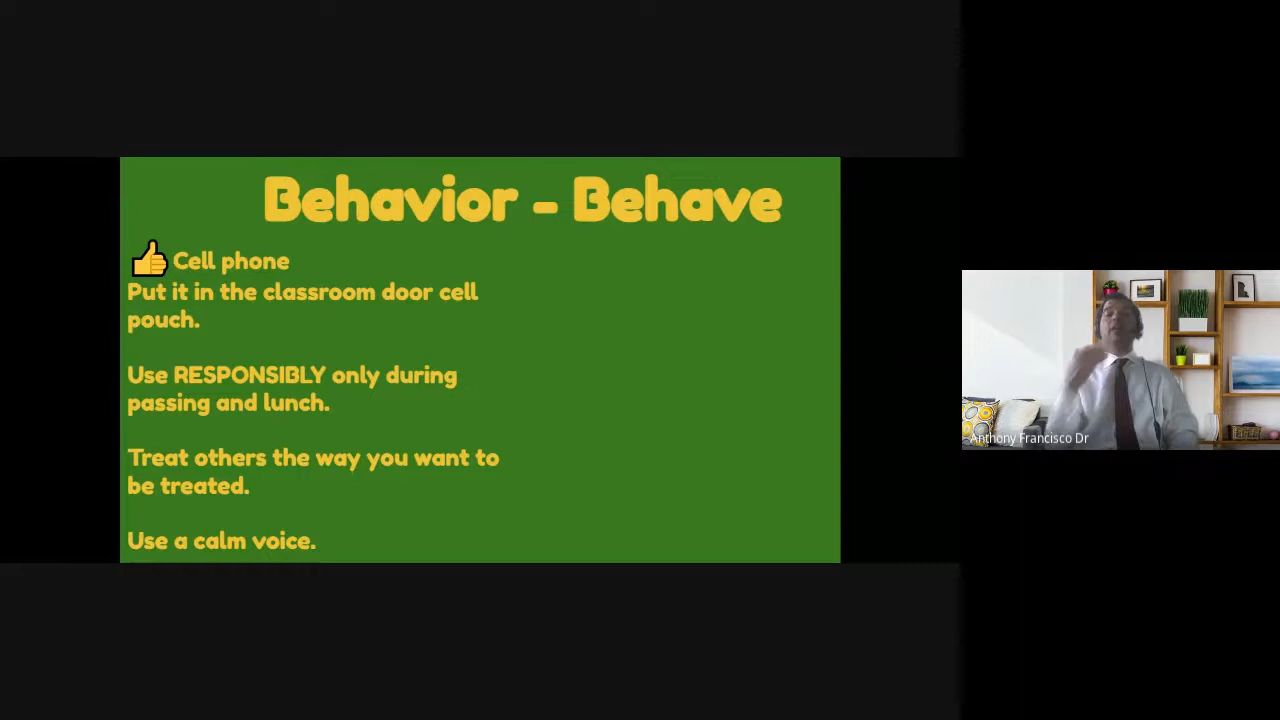 Behavior - Behave
Cell phone
Put it in the classroom door cell
pouch.
Use RESPONSIBLY only during
passing and lunch.
Treat others the way you want to
be treated.
Use a calm voice.
Anthony Francisco Dr